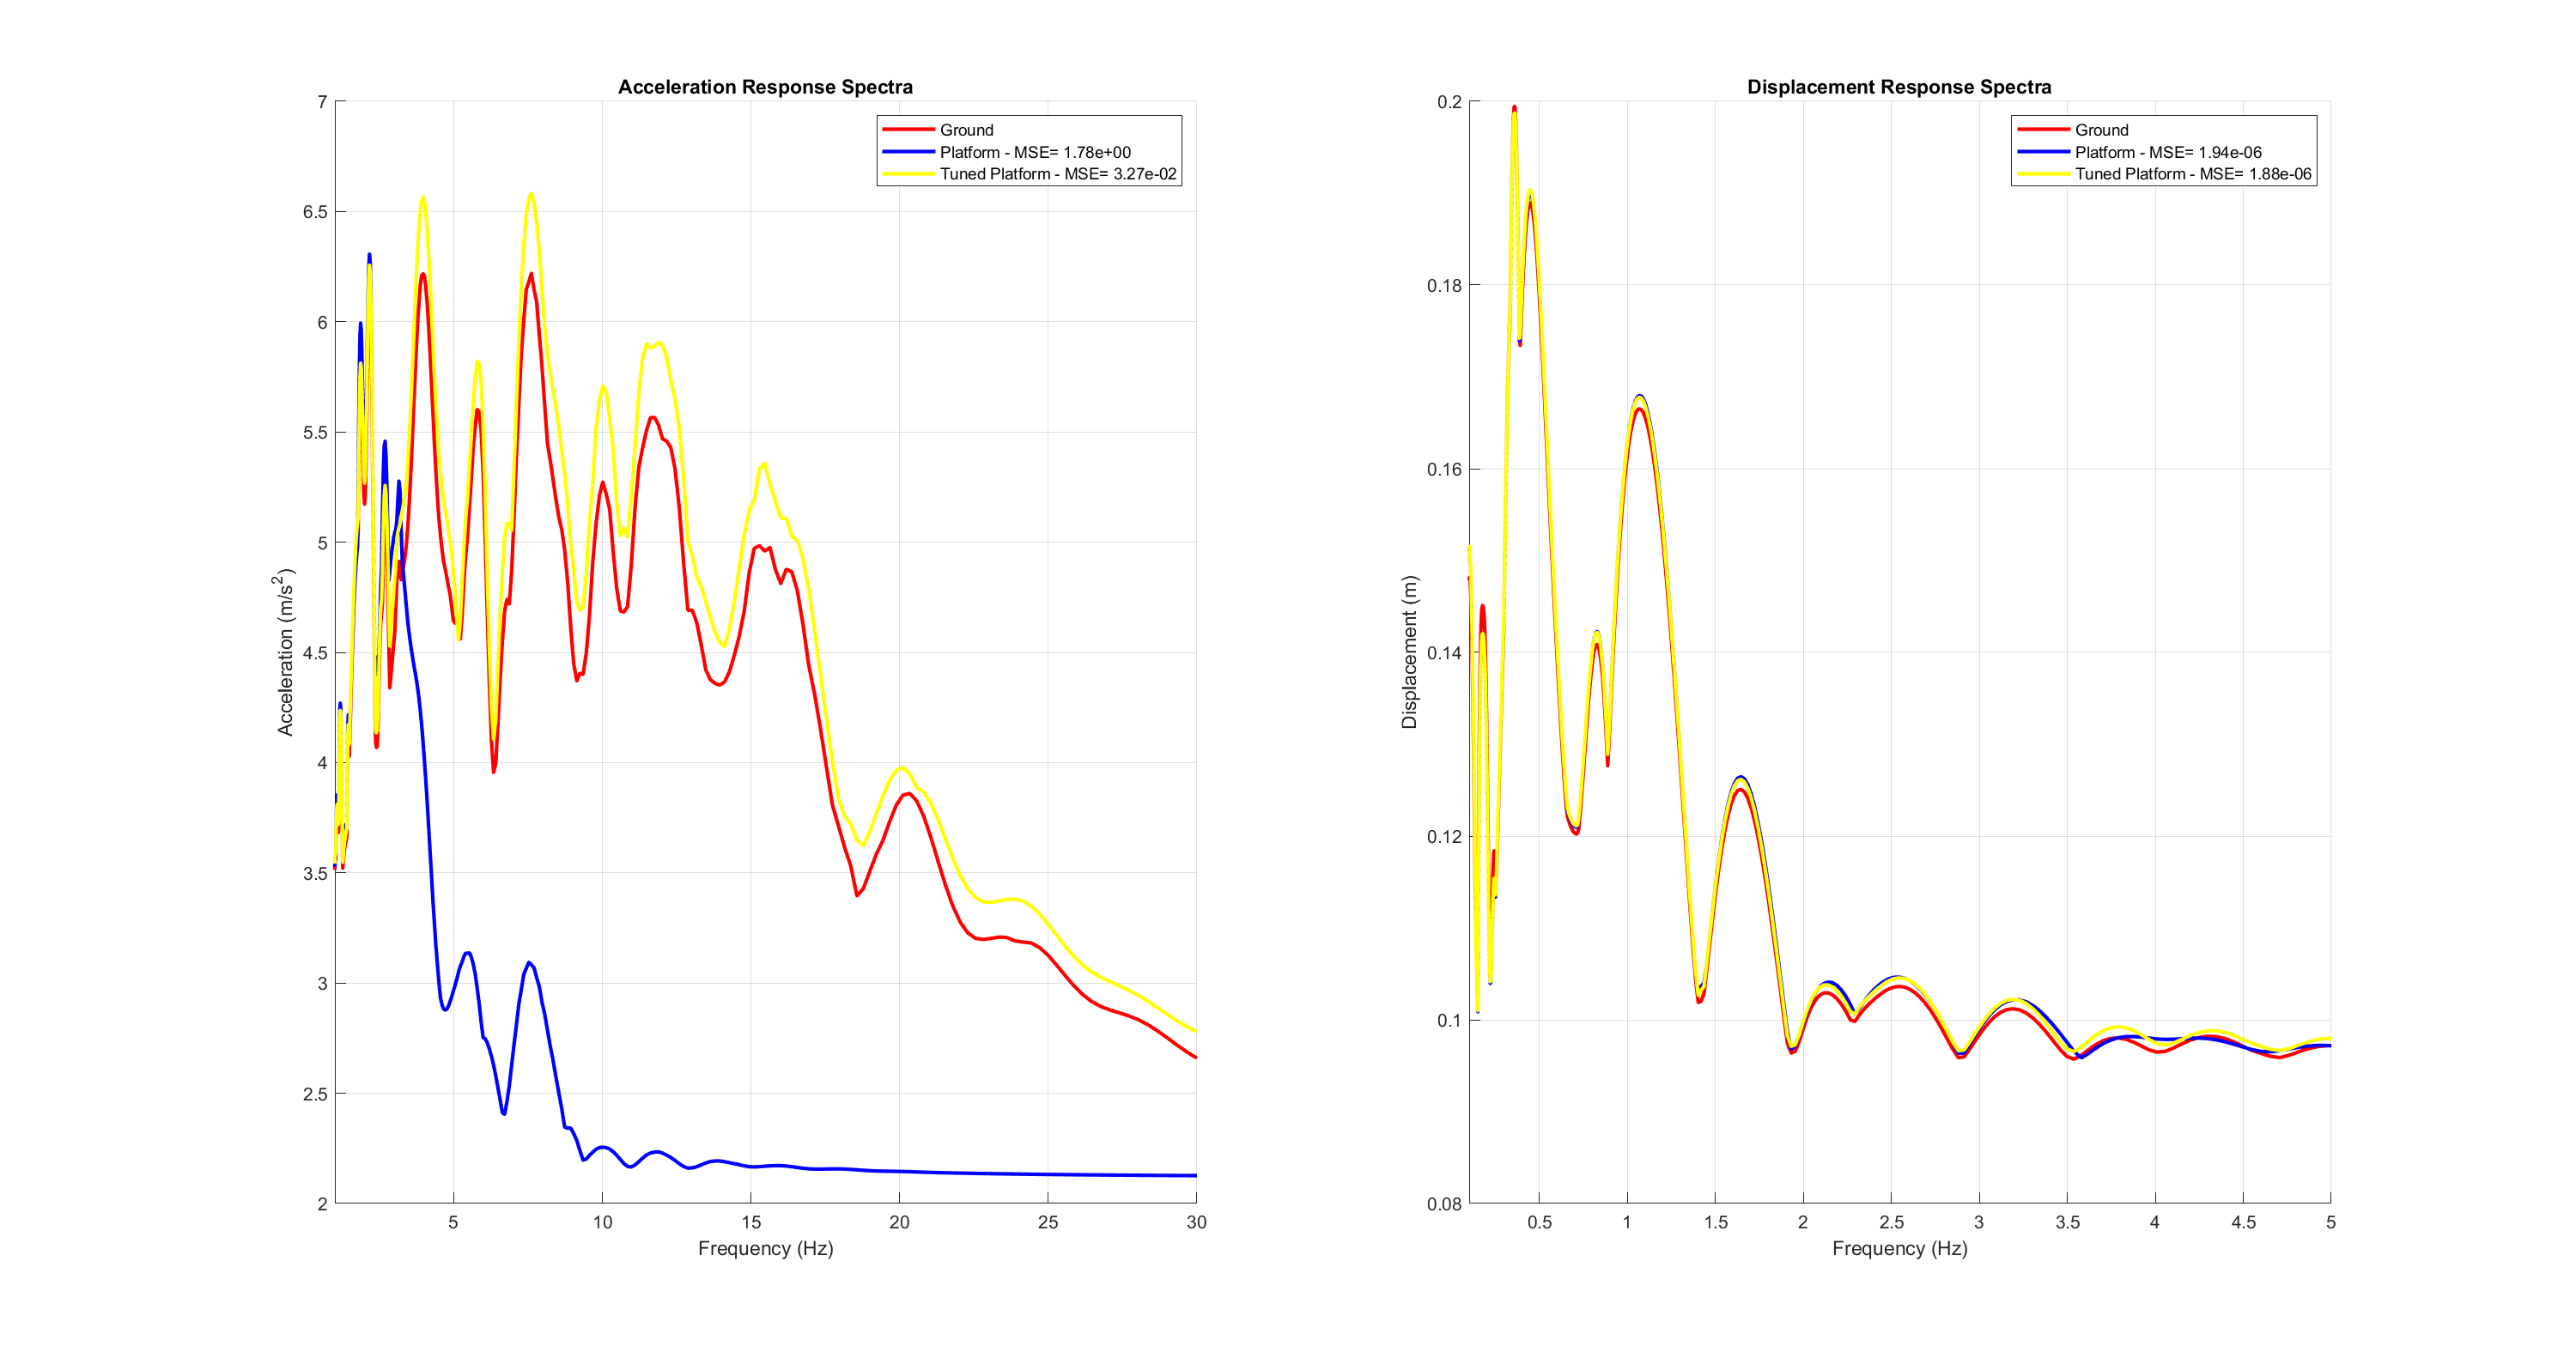 Acceleration Response Spectra
7
6.5
6
5.5
5
4.5
4
3.5
3
2.5
2
Acceleration (m/s²)
5 10 15 20 25 30
Frequency (Hz)
Ground
Platform - MSE= 1.78e+00
Tuned Platform - MSE= 3.27e-02
Displacement Response Spectra
0.2
0.18
0.16
0.14
0.12
0.1
0.08
Displacement (m)
0.5 1 1.5 2 2.5 3 3.5 4 4.5 5
Frequency (Hz)
Ground
Platform - MSE= 1.94e-06
Tuned Platform - MSE= 1.88e-06